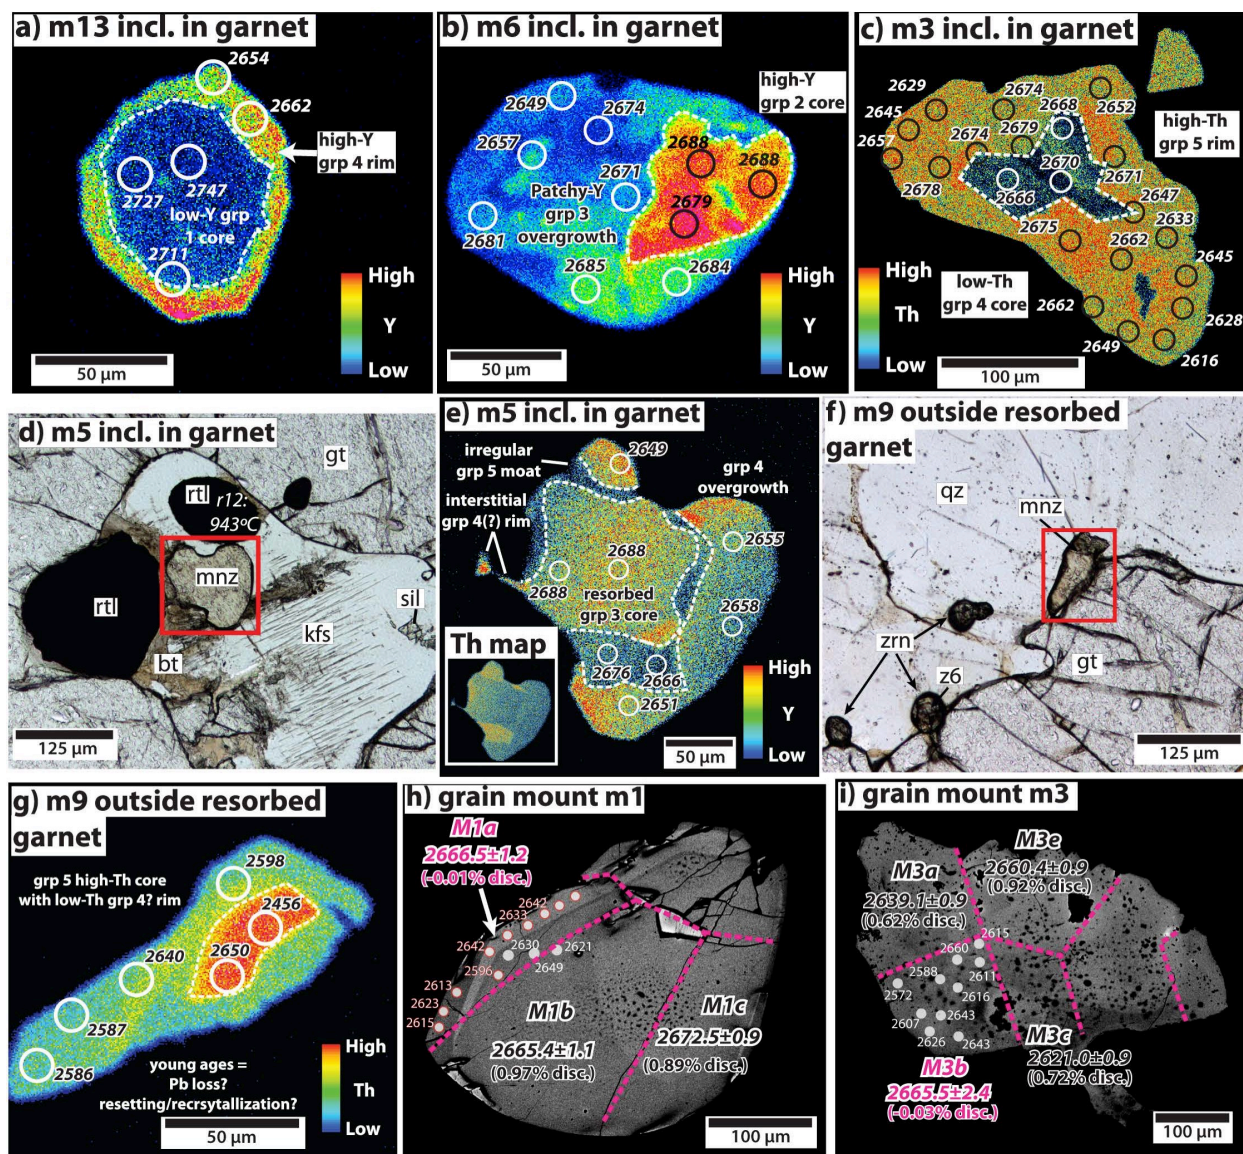 a) m13 incl. in garnet
2654
2662
high-Y
grp 4 rim
2727
2747
low-Y grp
1 core
2711
High
Y
Low
50 µm
b) m6 incl. in garnet
high-Y
grp 2 core
2649
2674
2657
2688
2688
2671
Patchy-Y
grp 3
overgrowth
2679
2681
2685
2684
High
Y
Low
50 µm
c) m3 incl. in garnet
2629
2674
2668
2652
2645
2679
2657
2674
2670
high-Th
grp 5 rim
2678
2666
2671
2647
2633
2675
2662
2645
low-Th
grp 4 core
2662
2628
2649
2616
High
Th
Low
100 µm
d) m5 incl. in garnet
gt
rtl
r12:
943ºC
mnz
rtl
sil
kfs
bt
125 µm
e) m5 incl. in garnet
irregular
grp 5 moat
2649
grp 4
overgrowth
interstitial
grp 4(?) rim
2655
2688
2688
resorbed
grp 3 core
2658
2676
2666
2651
Th map
High
Y
Low
50 µm
f) m9 outside resorbed
garnet
qz
mnz
zrn
z6
gt
125 µm
g) m9 outside resorbed
garnet
2598
grp 5 high-Th core
with low-Th grp 4? rim
2456
2650
2640
2587
2586
young ages =
Pb loss?
resetting/recrsytallization?
High
Th
Low
50 µm
h) grain mount m1
M1a
2666.5±1.2
(-0.01% disc.)
2642
2633
2642
2630
2621
2596
2649
2613
2623
2615
M1b
2665.4±1.1
(0.97% disc.)
M1c
2672.5±0.9
(0.89% disc.)
100 µm
i) grain mount m3
M3e
2660.4±0.9
(0.92% disc.)
M3a
2639.1±0.9
(0.62% disc.)
2615
2660
2588
2611
2572
2616
2607
2643
2626
2643
M3c
2621.0±0.9
(0.72% disc.)
M3b
2665.5±2.4
(-0.03% disc.)
100 µm